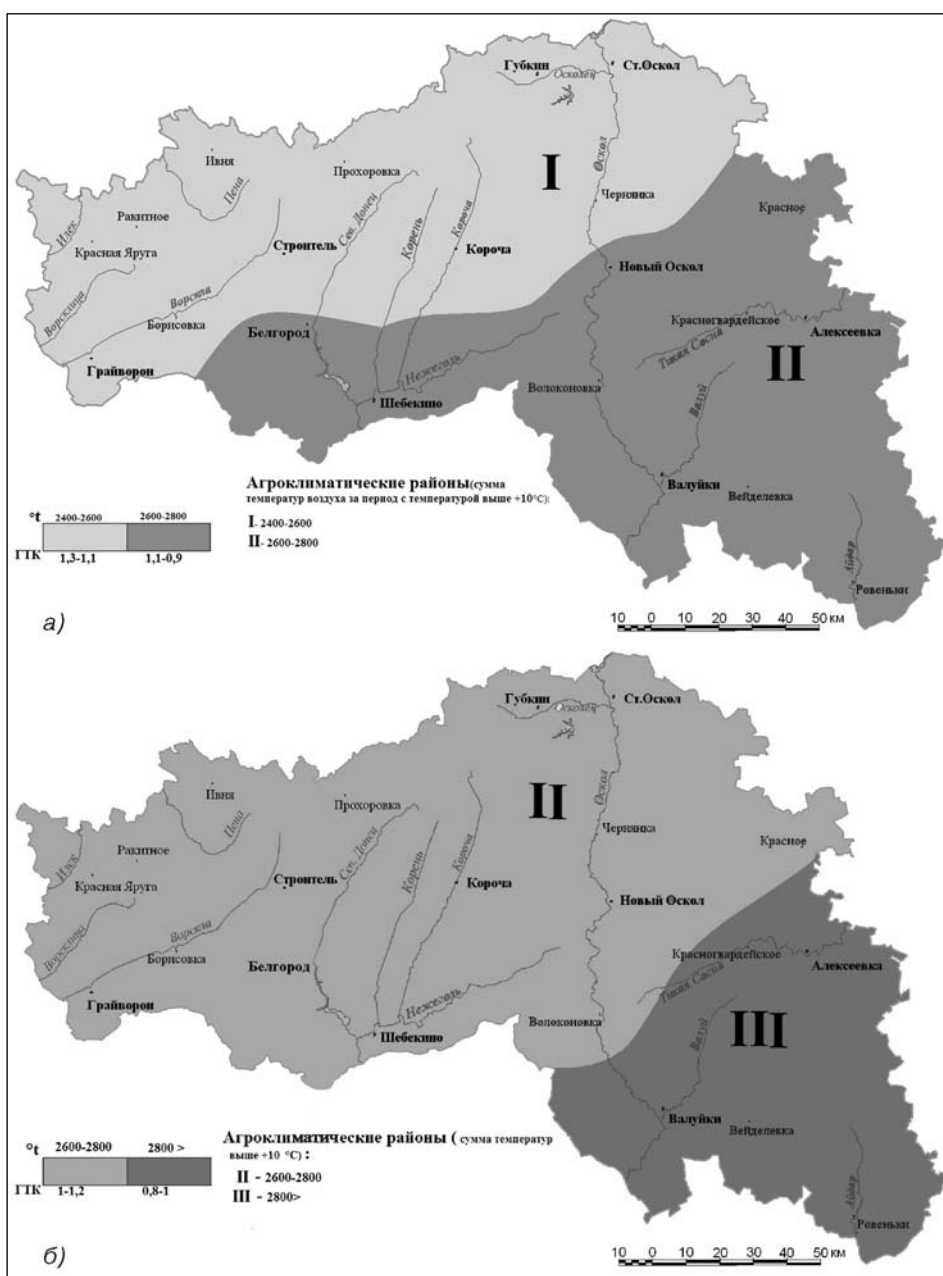 Губкин
Осколец
Ст.Оскол
Ивня
Пена
Прохоровка
I
Оскол
Чернянка
Красное
Илек
Ракитное
Красная Яруга
Строитель
Сев. Донец
Корень
Короча
Короча
Новый Оскол
Ворсклица
Ворскла
Борисовка
Белгород
Красногвардейское
Алексеевка
Грайворон
Нежеголь
Тихая Сосна
II
Шебекино
Волоконовка
Валуй
Валуйки
Вейделевка
Айдар
Ровеньки
Агроклиматические районы(сумма
температур воздуха за период с температурой выше +10°С):
I- 2400-2600
II- 2600-2800
°t 2400-2600 2600-2800
ГТК 1,3-1,1 1,1-0,9
10 0 10 20 30 40 50 км
а)
Губкин
Осколец
Ст.Оскол
Ивня
Пена
Прохоровка
II
Оскол
Чернянка
Красное
Илек
Ракитное
Красная Яруга
Строитель
Сев. Донец
Корень
Короча
Короча
Новый Оскол
Ворсклица
Ворскла
Борисовка
Белгород
Красногвардейское
Алексеевка
Грайворон
Нежеголь
Тихая Сосна
III
Шебекино
Волоконовка
Валуй
Валуйки
Вейделевка
Айдар
Ровеньки
Агроклиматические районы ( сумма температур
выше +10 °С) :
II - 2600-2800
III - 2800>
°t 2600-2800 2800 >
ГТК 1-1,2 0,8-1
10 0 10 20 30 40 50 км
б)